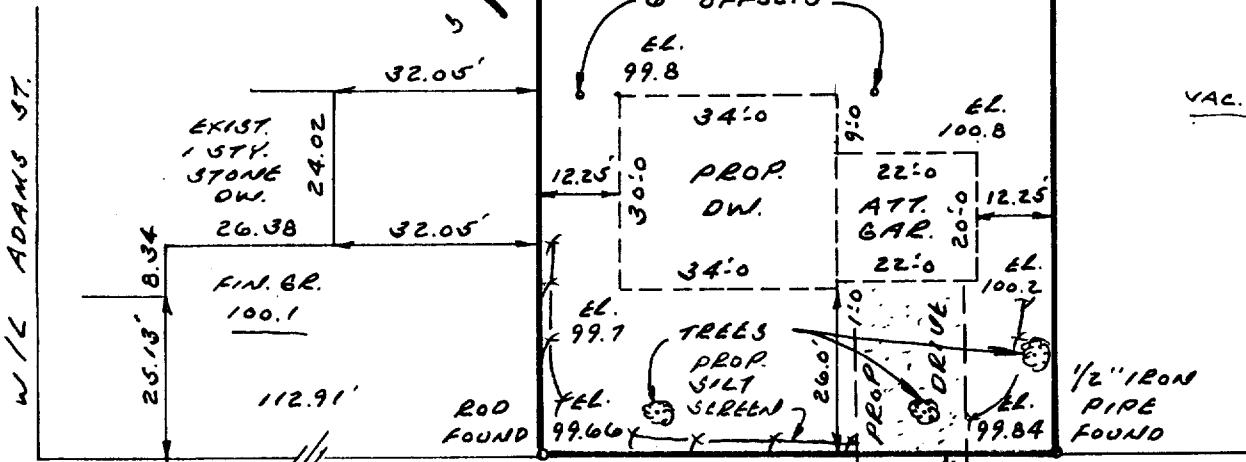 6" OFFSETS
EL.
99.8
32.05'
34'-0
9'-0
EL.
100.8
VAC.
W/L ADAMS ST.
EXIST.
1 STY.
STONE
DW.
24.02
12.25'
30'-0
PROP.
DW.
22'-0
ATT.
GAR.
20'-0
12.25'
26.38
32.05'
34'-0
22'-0
8.34
FIN. GR.
100.1
EL.
99.7
EL.
100.2
25.13'
112.91'
TREES
PROP.
SILT
SCREEN
26.0'
1'-0
PROP.
DRIVE
ROD
FOUND
EL.
99.66
EL.
99.84
1/2" IRON
PIPE
FOUND